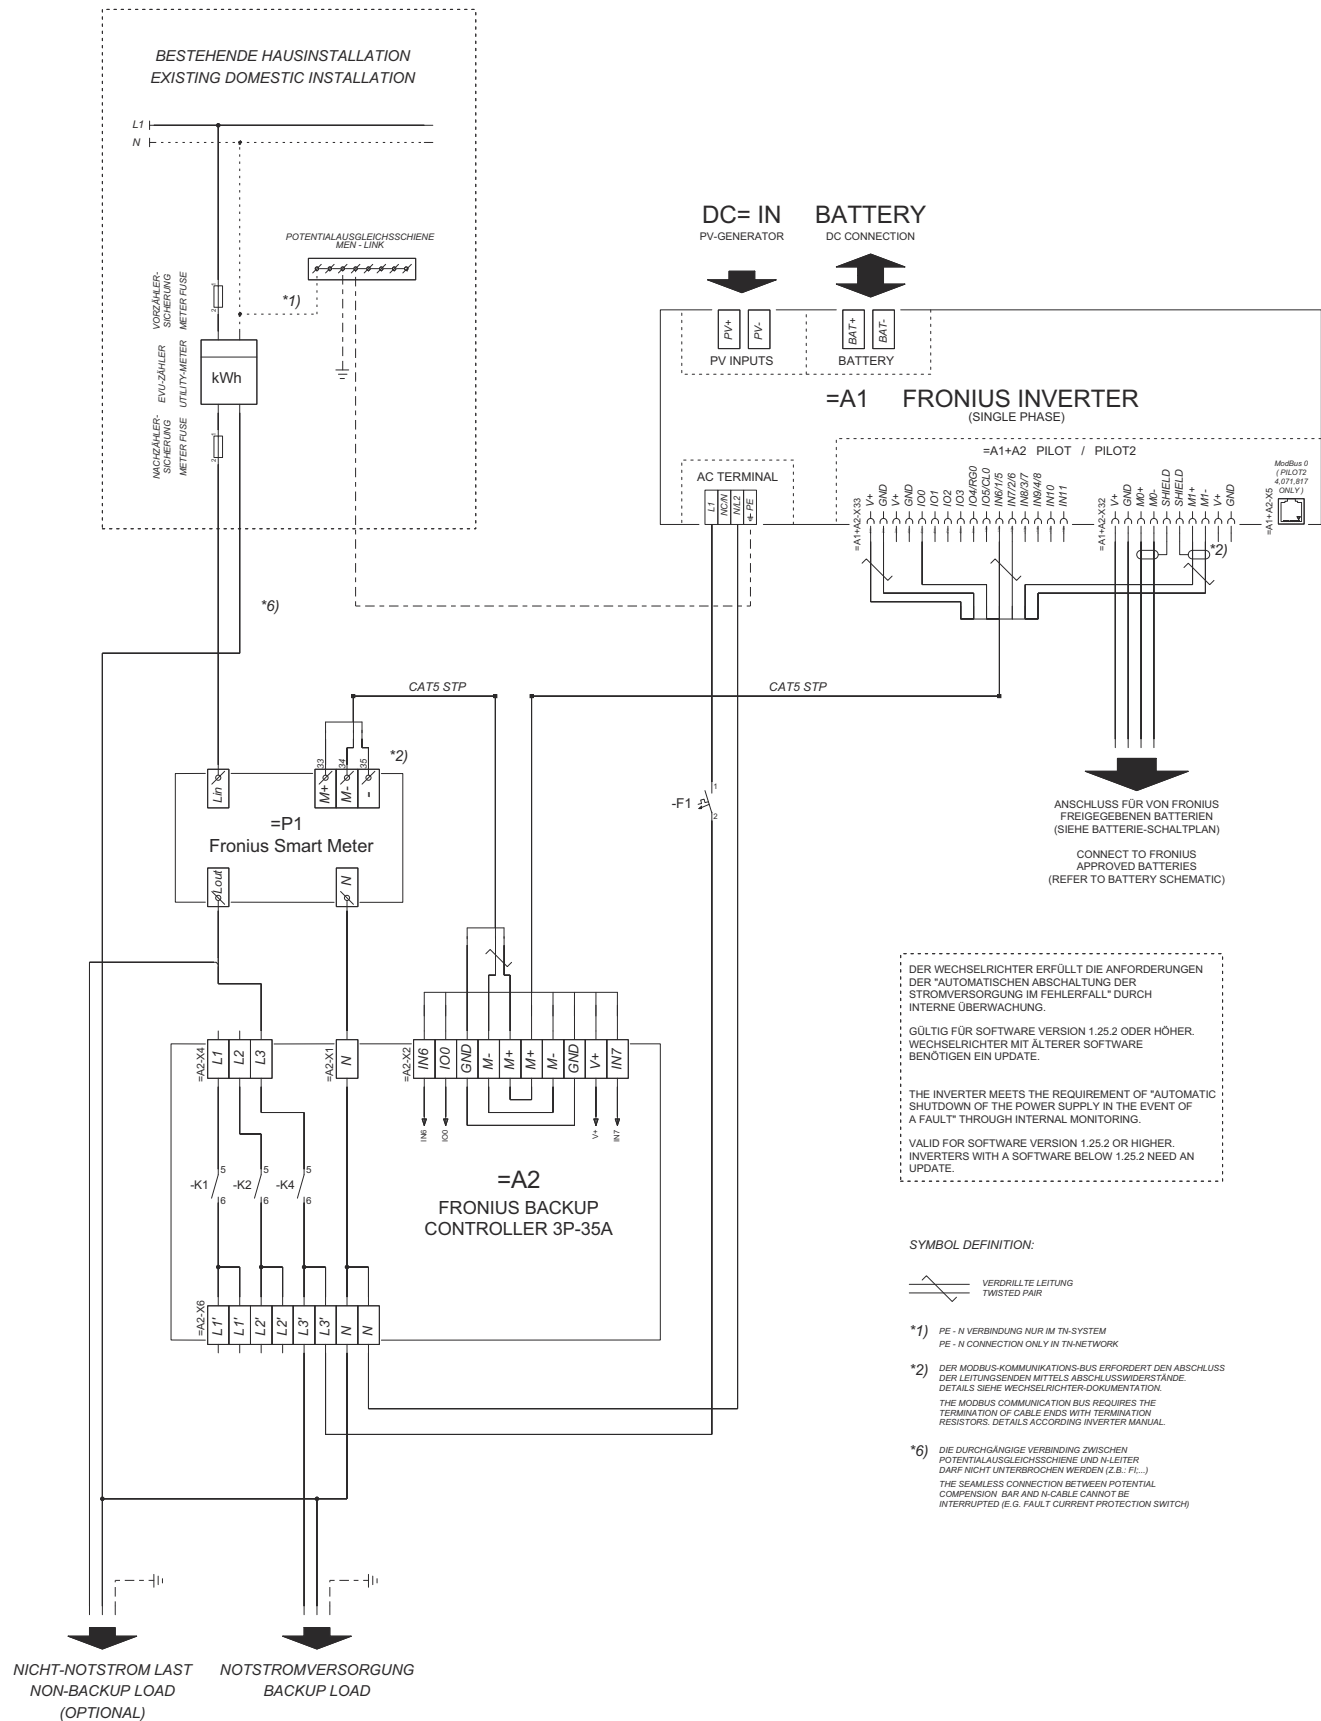 BESTEHENDE HAUSINSTALLATION
EXISTING DOMESTIC INSTALLATION
L1
N
POTENTIALAUSGLEICHSSCHIENE
MEN - LINK
VORZÄHLER-
SICHERUNG
METER FUSE
1
2
*1)
EVU-ZÄHLER
UTILITY-METER
kWh
NACHZÄHLER-
SICHERUNG
METER FUSE
1
2
*6)
DC= IN
PV-GENERATOR
BATTERY
DC CONNECTION
PV+
PV-
PV INPUTS
BAT+
BAT-
BATTERY
=A1 FRONIUS INVERTER
(SINGLE PHASE)
=A1+A2 PILOT / PILOT2
AC TERMINAL
L1
NC/N
N/L2
PE
=A1+A2-X33
V+
GND
V+
GND
IO0
IO1
IO2
IO3
IO4/RG0
IO5/CL0
IN6/1/5
IN7/2/6
IN8/3/7
IN9/4/8
IN10
IN11
=A1+A2-X32
V+
GND
M0+
M0-
SHIELD
SHIELD
M1+
M1-
V+
GND
*2)
ModBus 0
( PILOT2
4,071,817
ONLY )
=A1+A2-X5
CAT5 STP
CAT5 STP
Lin
33
34
35
M+
M-
-
*2)
=P1
Fronius Smart Meter
Lout
N
-F1
1
2
ANSCHLUSS FÜR VON FRONIUS
FREIGEGEBENEN BATTERIEN
(SIEHE BATTERIE-SCHALTPLAN)
CONNECT TO FRONIUS
APPROVED BATTERIES
(REFER TO BATTERY SCHEMATIC)
DER WECHSELRICHTER ERFÜLLT DIE ANFORDERUNGEN
DER "AUTOMATISCHEN ABSCHALTUNG DER
STROMVERSORGUNG IM FEHLERFALL" DURCH
INTERNE ÜBERWACHUNG.
GÜLTIG FÜR SOFTWARE VERSION 1.25.2 ODER HÖHER.
WECHSELRICHTER MIT ÄLTERER SOFTWARE
BENÖTIGEN EIN UPDATE.
THE INVERTER MEETS THE REQUIREMENT OF "AUTOMATIC
SHUTDOWN OF THE POWER SUPPLY IN THE EVENT OF
A FAULT" THROUGH INTERNAL MONITORING.
VALID FOR SOFTWARE VERSION 1.25.2 OR HIGHER.
INVERTERS WITH A SOFTWARE BELOW 1.25.2 NEED AN
UPDATE.
=A2-X4
L1
L2
L3
=A2-X1
N
=A2-X2
IN6
IO0
GND
M-
M+
M+
M-
GND
V+
IN7
IN6
IO0
V+
IN7
-K1
5
6
-K2
5
6
-K4
5
6
=A2
FRONIUS BACKUP
CONTROLLER 3P-35A
=A2-X6
L1'
L1'
L2'
L2'
L3'
L3'
N
N
SYMBOL DEFINITION:
VERDRILLTE LEITUNG
TWISTED PAIR
*1) PE - N VERBINDUNG NUR IM TN-SYSTEM
PE - N CONNECTION ONLY IN TN-NETWORK
*2) DER MODBUS-KOMMUNIKATIONS-BUS ERFORDERT DEN ABSCHLUSS
DER LEITUNGSENDEN MITTELS ABSCHLUSSWIDERSTÄNDE.
DETAILS SIEHE WECHSELRICHTER-DOKUMENTATION.
THE MODBUS COMMUNICATION BUS REQUIRES THE
TERMINATION OF CABLE ENDS WITH TERMINATION
RESISTORS. DETAILS ACCORDING INVERTER MANUAL.
*6) DIE DURCHGÄNGIGE VERBINDUNG ZWISCHEN
POTENTIALAUSGLEICHSSCHIENE UND N-LEITER
DARF NICHT UNTERBROCHEN WERDEN (Z.B.: FI;...)
THE SEAMLESS CONNECTION BETWEEN POTENTIAL
COMPENSION BAR AND N-CABLE CANNOT BE
INTERRUPTED (E.G. FAULT CURRENT PROTECTION SWITCH)
NICHT-NOTSTROM LAST
NON-BACKUP LOAD
(OPTIONAL)
NOTSTROMVERSORGUNG
BACKUP LOAD